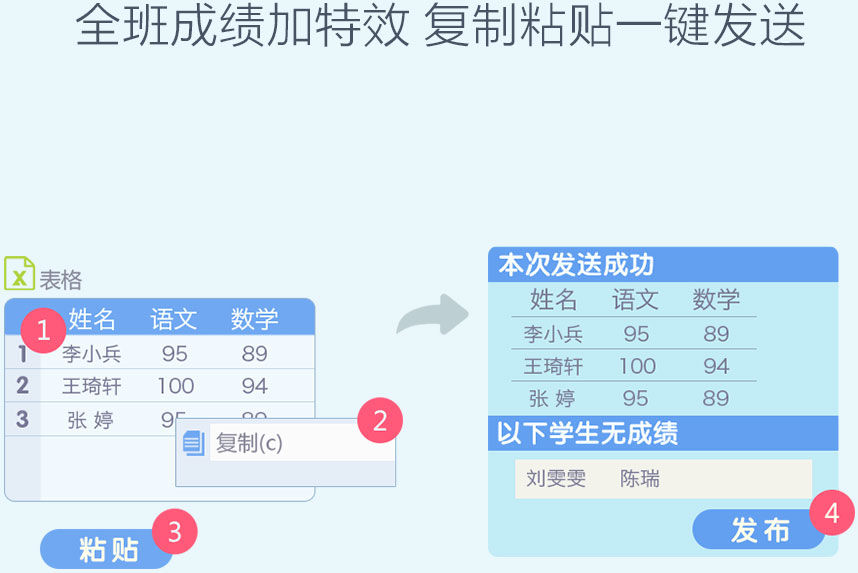 全班成绩加特效 复制粘贴一键发送
表格
1 姓名 语文 数学
1 李小兵 95 89
2 王琦轩 100 94
3 张 婷 95 89
2
复制(c)
3
粘贴
本次发送成功
姓名 语文 数学
李小兵 95 89
王琦轩 100 94
张 婷 95 89
以下学生无成绩
刘雯雯 陈瑞
4
发布